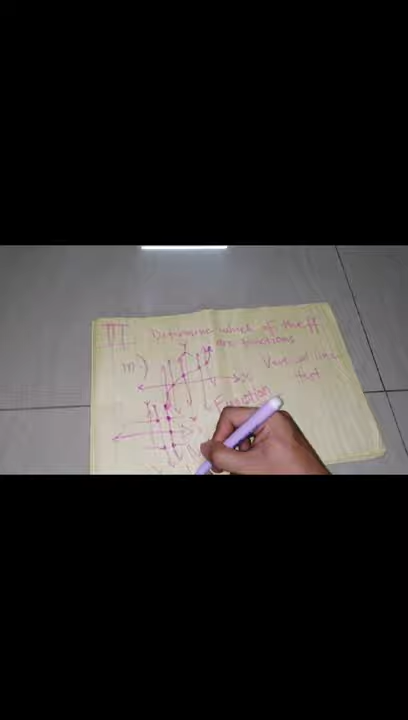 III Determine which of the ff
are functions
m)
y
Vertical line
test
x
Function